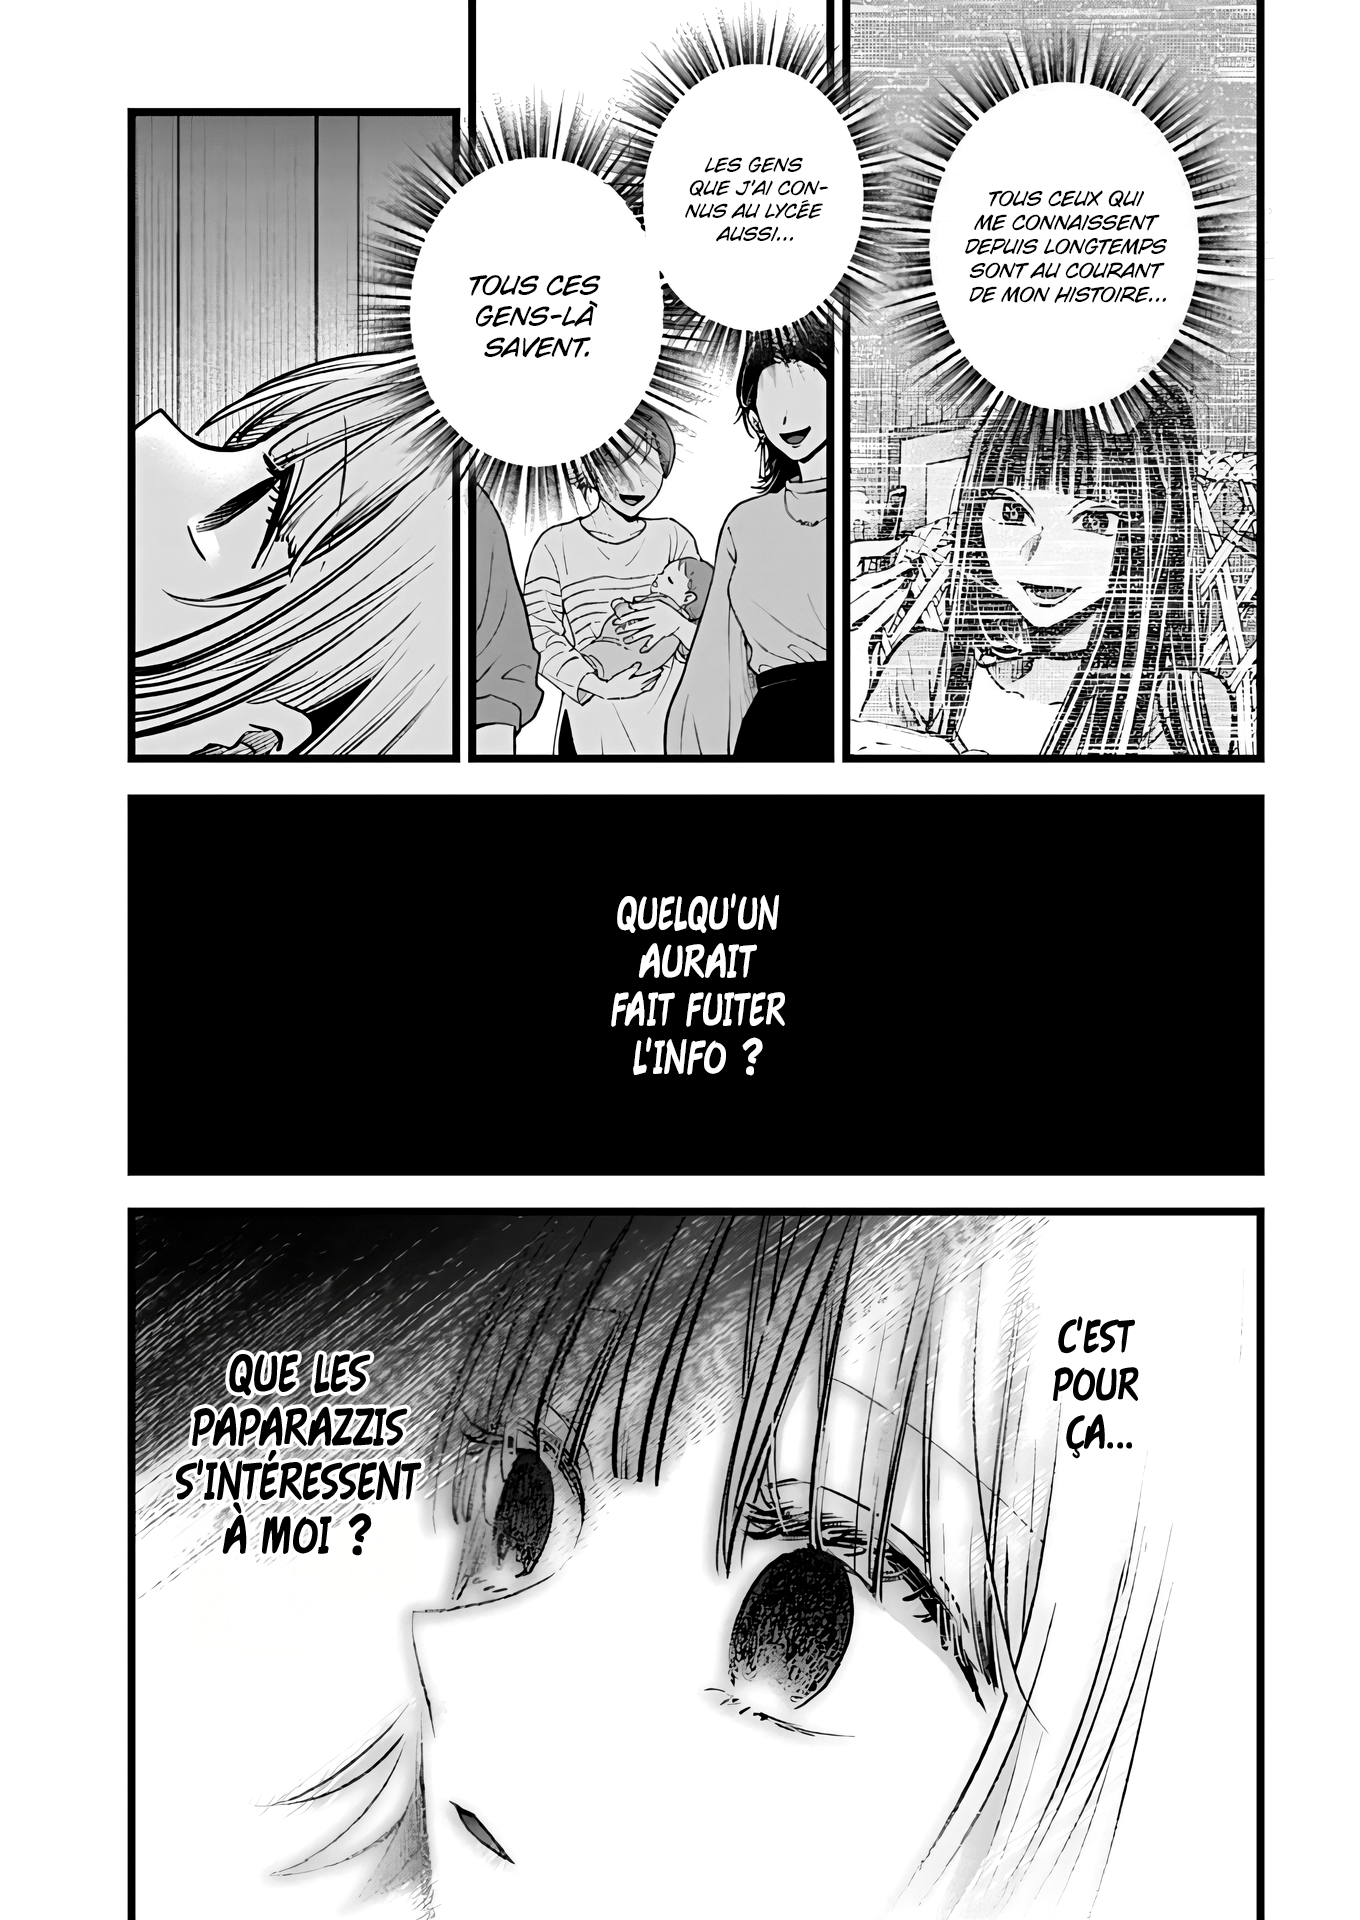 TOUS CEUX QUI
ME CONNAISSENT
DEPUIS LONGTEMPS
SONT AU COURANT
DE MON HISTOIRE...
LES GENS
QUE J'AI CON-
NUS AU LYCÉE
AUSSI...
TOUS CES
GENS-LÀ
SAVENT.
QUELQU'UN
AURAIT
FAIT FUITER
L'INFO ?
C'EST
POUR
ÇA...
QUE LES
PAPARAZZIS
S'INTÉRESSENT
À MOI ?